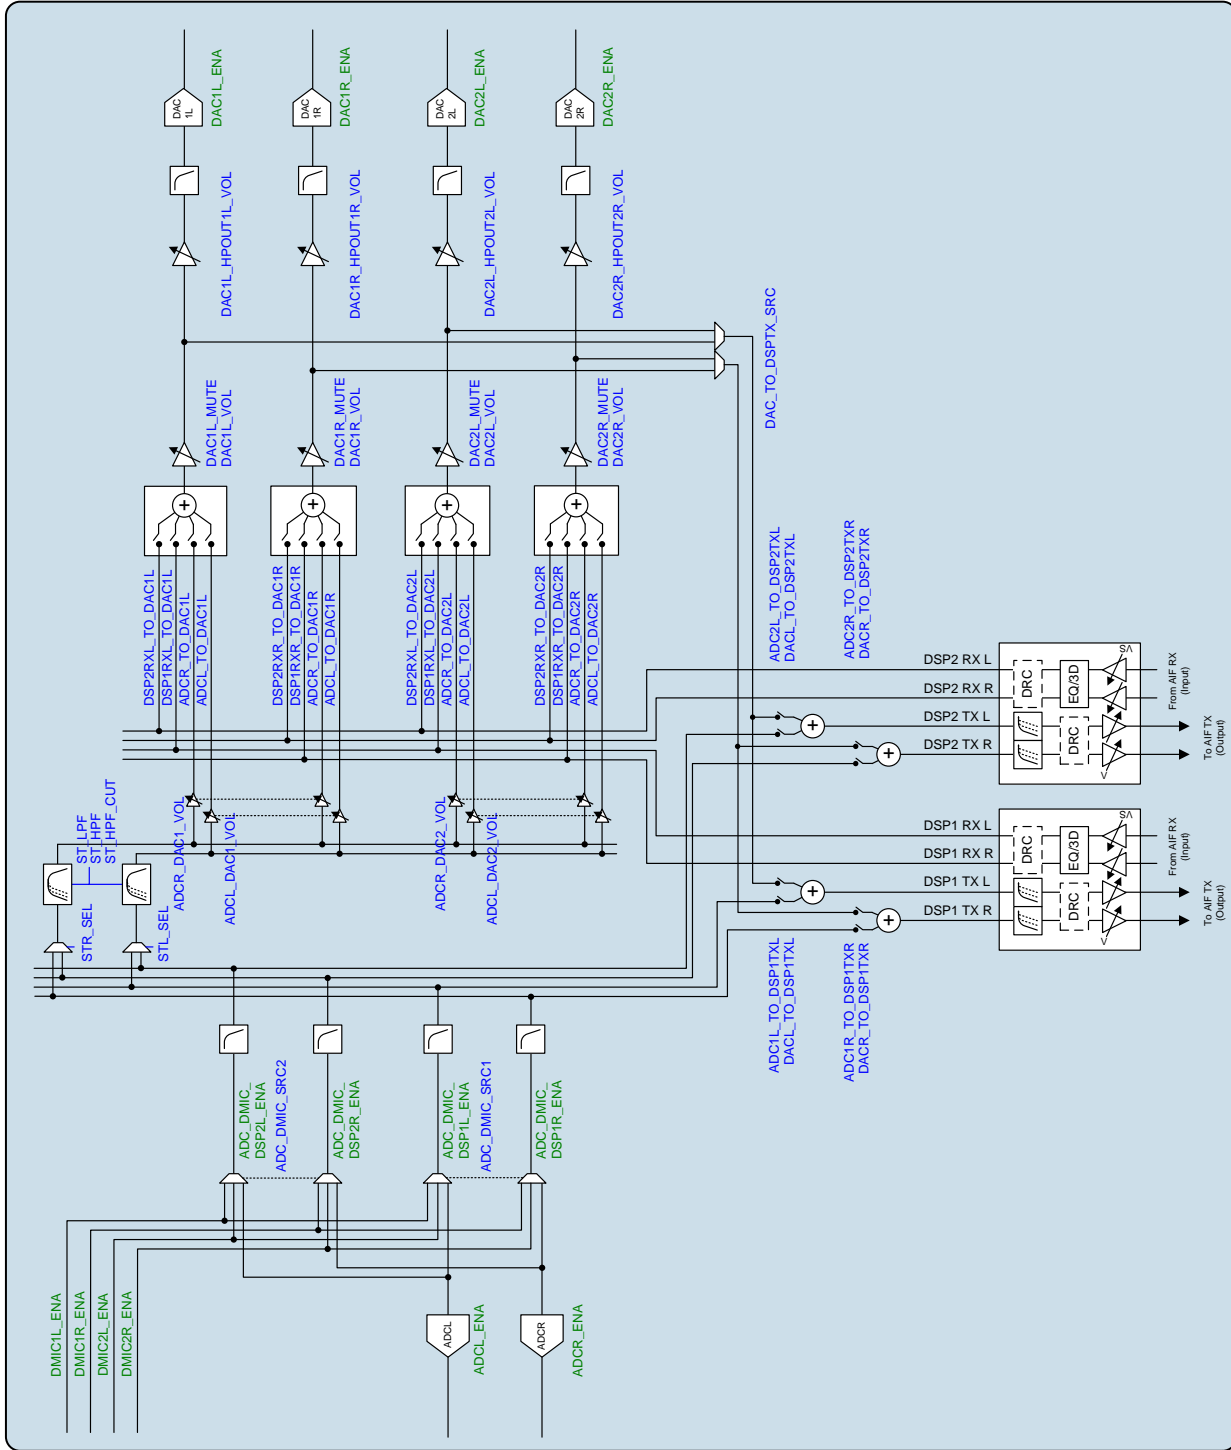 DAC
1L
DAC1L_ENA
DAC
1R
DAC1R_ENA
DAC
2L
DAC2L_ENA
DAC
2R
DAC2R_ENA
DAC1L_HPOUT1L_VOL
DAC1R_HPOUT1R_VOL
DAC2L_HPOUT2L_VOL
DAC2R_HPOUT2R_VOL
DAC_TO_DSPTX_SRC
DAC1L_MUTE
DAC1L_VOL
DAC1R_MUTE
DAC1R_VOL
DAC2L_MUTE
DAC2L_VOL
DAC2R_MUTE
DAC2R_VOL
+
+
+
+
DSP2RXL_TO_DAC1L
DSP1RXL_TO_DAC1L
ADCR_TO_DAC1L
ADCL_TO_DAC1L
DSP2RXR_TO_DAC1R
DSP1RXR_TO_DAC1R
ADCR_TO_DAC1R
ADCL_TO_DAC1R
DSP2RXL_TO_DAC2L
DSP1RXL_TO_DAC2L
ADCR_TO_DAC2L
ADCL_TO_DAC2L
DSP2RXR_TO_DAC2R
DSP1RXR_TO_DAC2R
ADCR_TO_DAC2R
ADCL_TO_DAC2R
ADC2L_TO_DSP2TXL
DACL_TO_DSP2TXL
ADC2R_TO_DSP2TXR
DACR_TO_DSP2TXR
DSP2 RX L
DSP2 RX R
DSP2 TX L
DSP2 TX R
+
+
DRC
EQ/3D
DRC
VS
V
From AIF RX
(Input)
To AIF TX
(Output)
ST_LPF
ST_HPF
ST_HPF_CUT
ADCR_DAC1_VOL
ADCL_DAC1_VOL
ADCR_DAC2_VOL
ADCL_DAC2_VOL
STR_SEL
STL_SEL
DSP1 RX L
DSP1 RX R
DSP1 TX L
DSP1 TX R
+
+
DRC
EQ/3D
DRC
VS
V
From AIF RX
(Input)
To AIF TX
(Output)
ADC1L_TO_DSP1TXL
DACL_TO_DSP1TXL
ADC1R_TO_DSP1TXR
DACR_TO_DSP1TXR
ADC_DMIC_
DSP2L_ENA
ADC_DMIC_SRC2
ADC_DMIC_
DSP2R_ENA
ADC_DMIC_
DSP1L_ENA
ADC_DMIC_SRC1
ADC_DMIC_
DSP1R_ENA
DMIC1L_ENA
DMIC1R_ENA
DMIC2L_ENA
DMIC2R_ENA
ADCL
ADCL_ENA
ADCR
ADCR_ENA